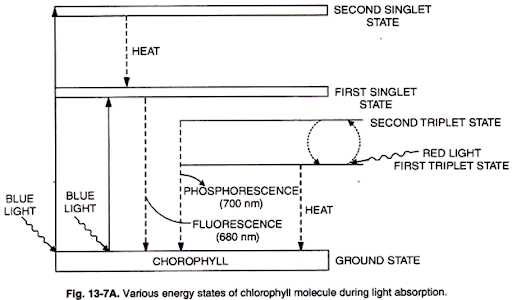 SECOND SINGLET
STATE
HEAT
FIRST SINGLET
STATE
SECOND TRIPLET STATE
RED LIGHT
FIRST TRIPLET STATE
BLUE
LIGHT
BLUE
LIGHT
PHOSPHORESCENCE
(700 nm)
FLUORESCENCE
(680 nm)
HEAT
CHOROPHYLL
GROUND STATE
Fig. 13-7A. Various energy states of chlorophyll molecule during light absorption.